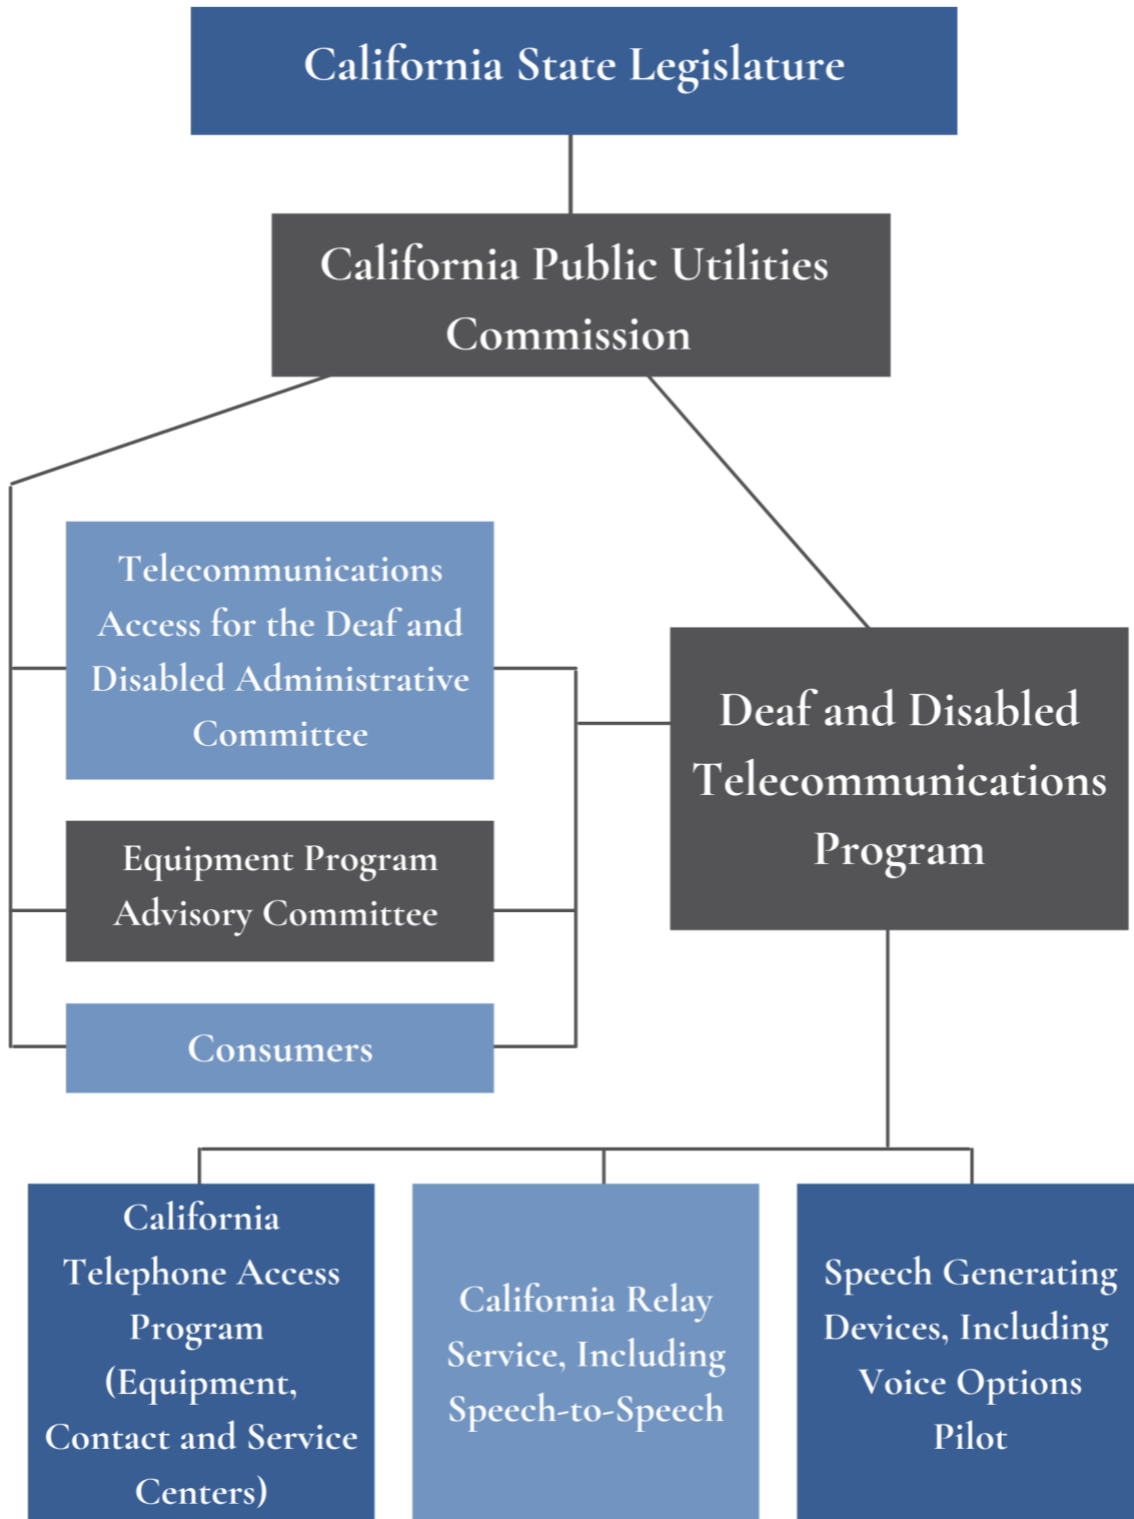 California State Legislature
California Public Utilities
Commission
Telecommunications
Access for the Deaf and
Disabled Administrative
Committee
Deaf and Disabled
Telecommunications
Program
Equipment Program
Advisory Committee
Consumers
California
Telephone Access
Program
(Equipment,
Contact and Service
Centers)
California Relay
Service, Including
Speech-to-Speech
Speech Generating
Devices, Including
Voice Options
Pilot